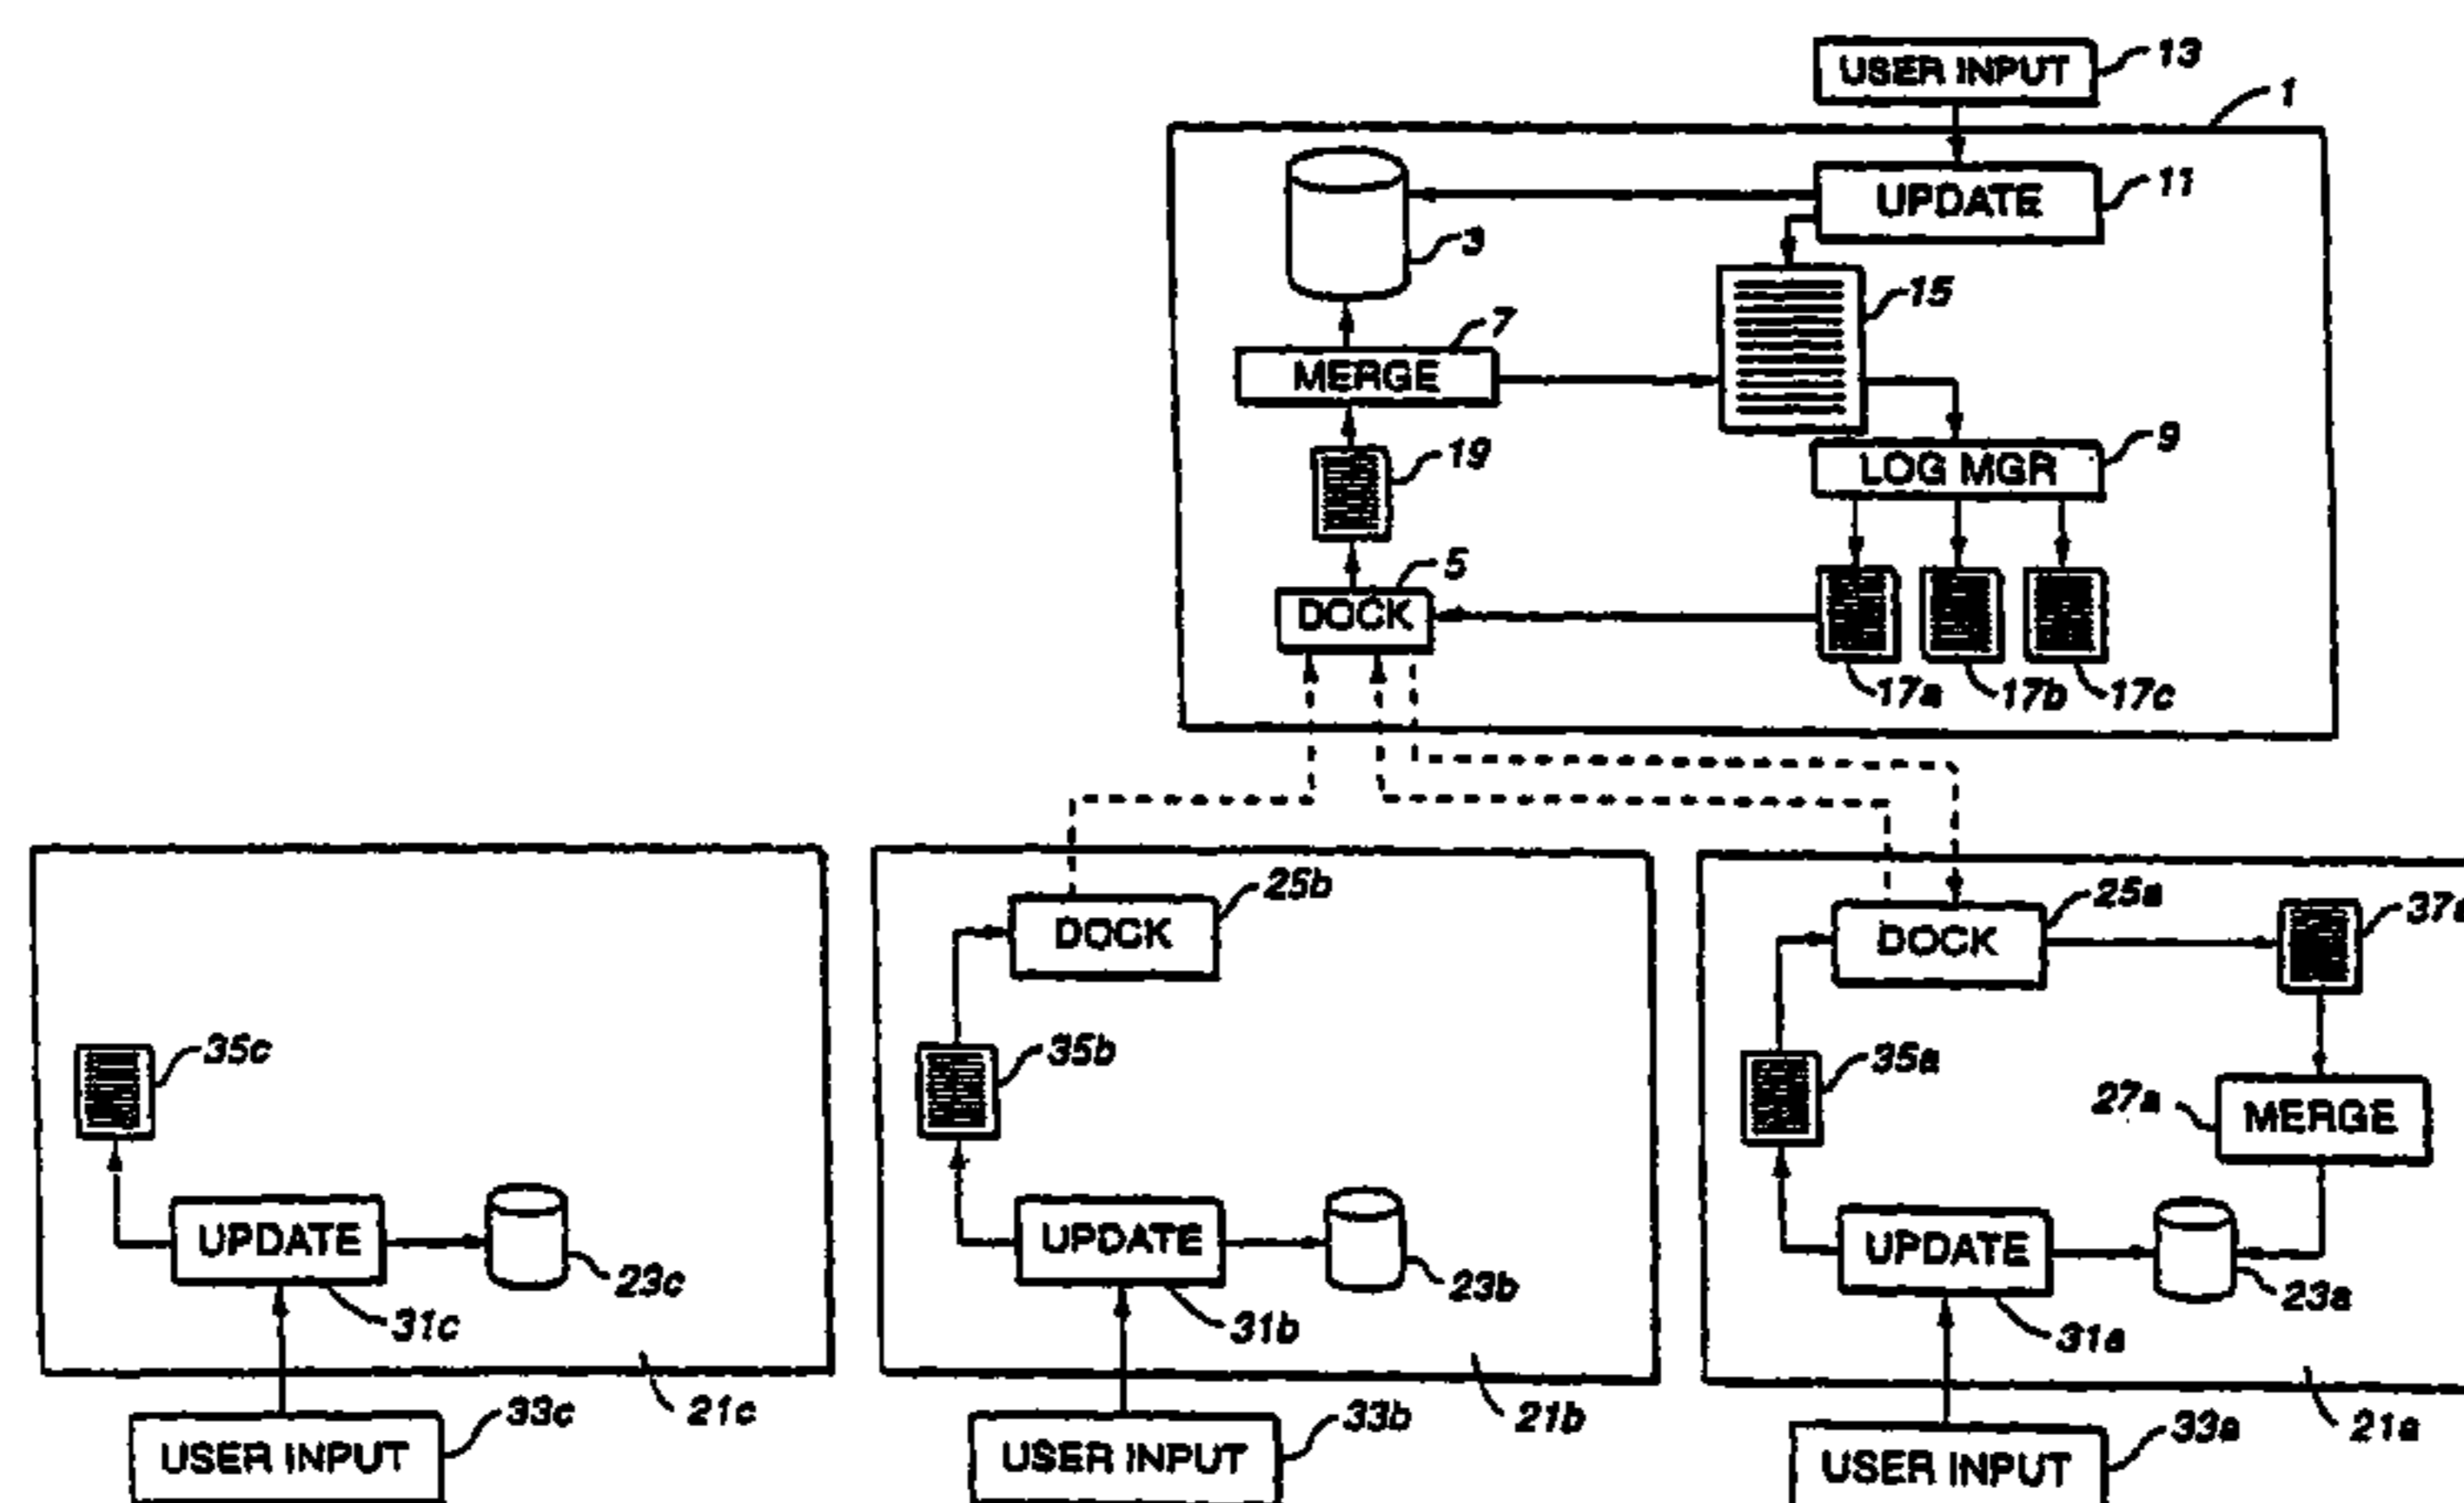 USER INPUT 13
1
UPDATE 11
3
15
7
MERGE
19
9
LOG MGR
5
DOCK
17a 17b 17c
25b
DOCK
25a
DOCK
37a
35c
35b
35a
27a MERGE
UPDATE
23c
31c
UPDATE
23b
31b
UPDATE
23a
31a
21c
21b
21a
USER INPUT 33c
USER INPUT 33b
USER INPUT 33a